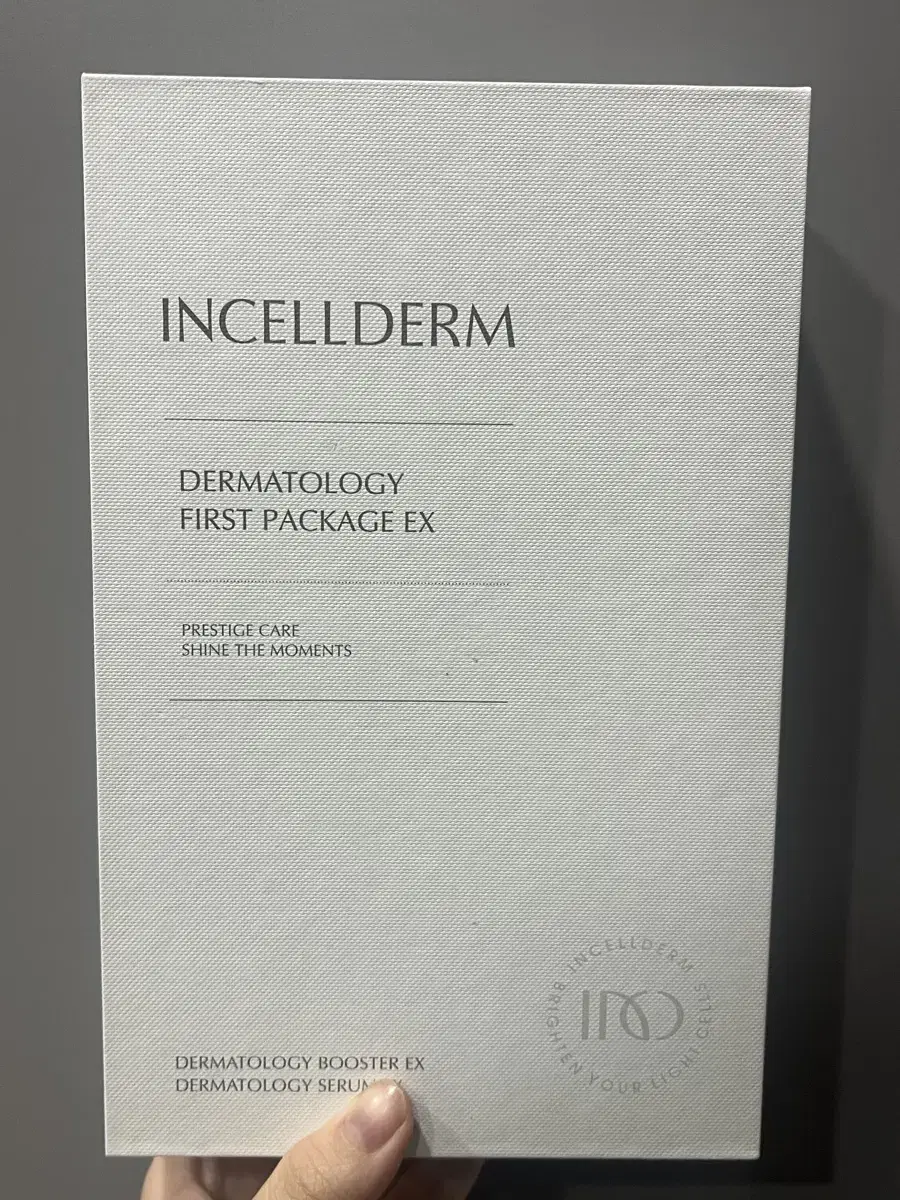 INCELLDERM
DERMATOLOGY
FIRST PACKAGE EX
PRESTIGE CARE
SHINE THE MOMENTS
DERMATOLOGY BOOSTER EX
DERMATOLOGY
INCELLDERM
BRIGHTEN YOUR LIGHT CELLS